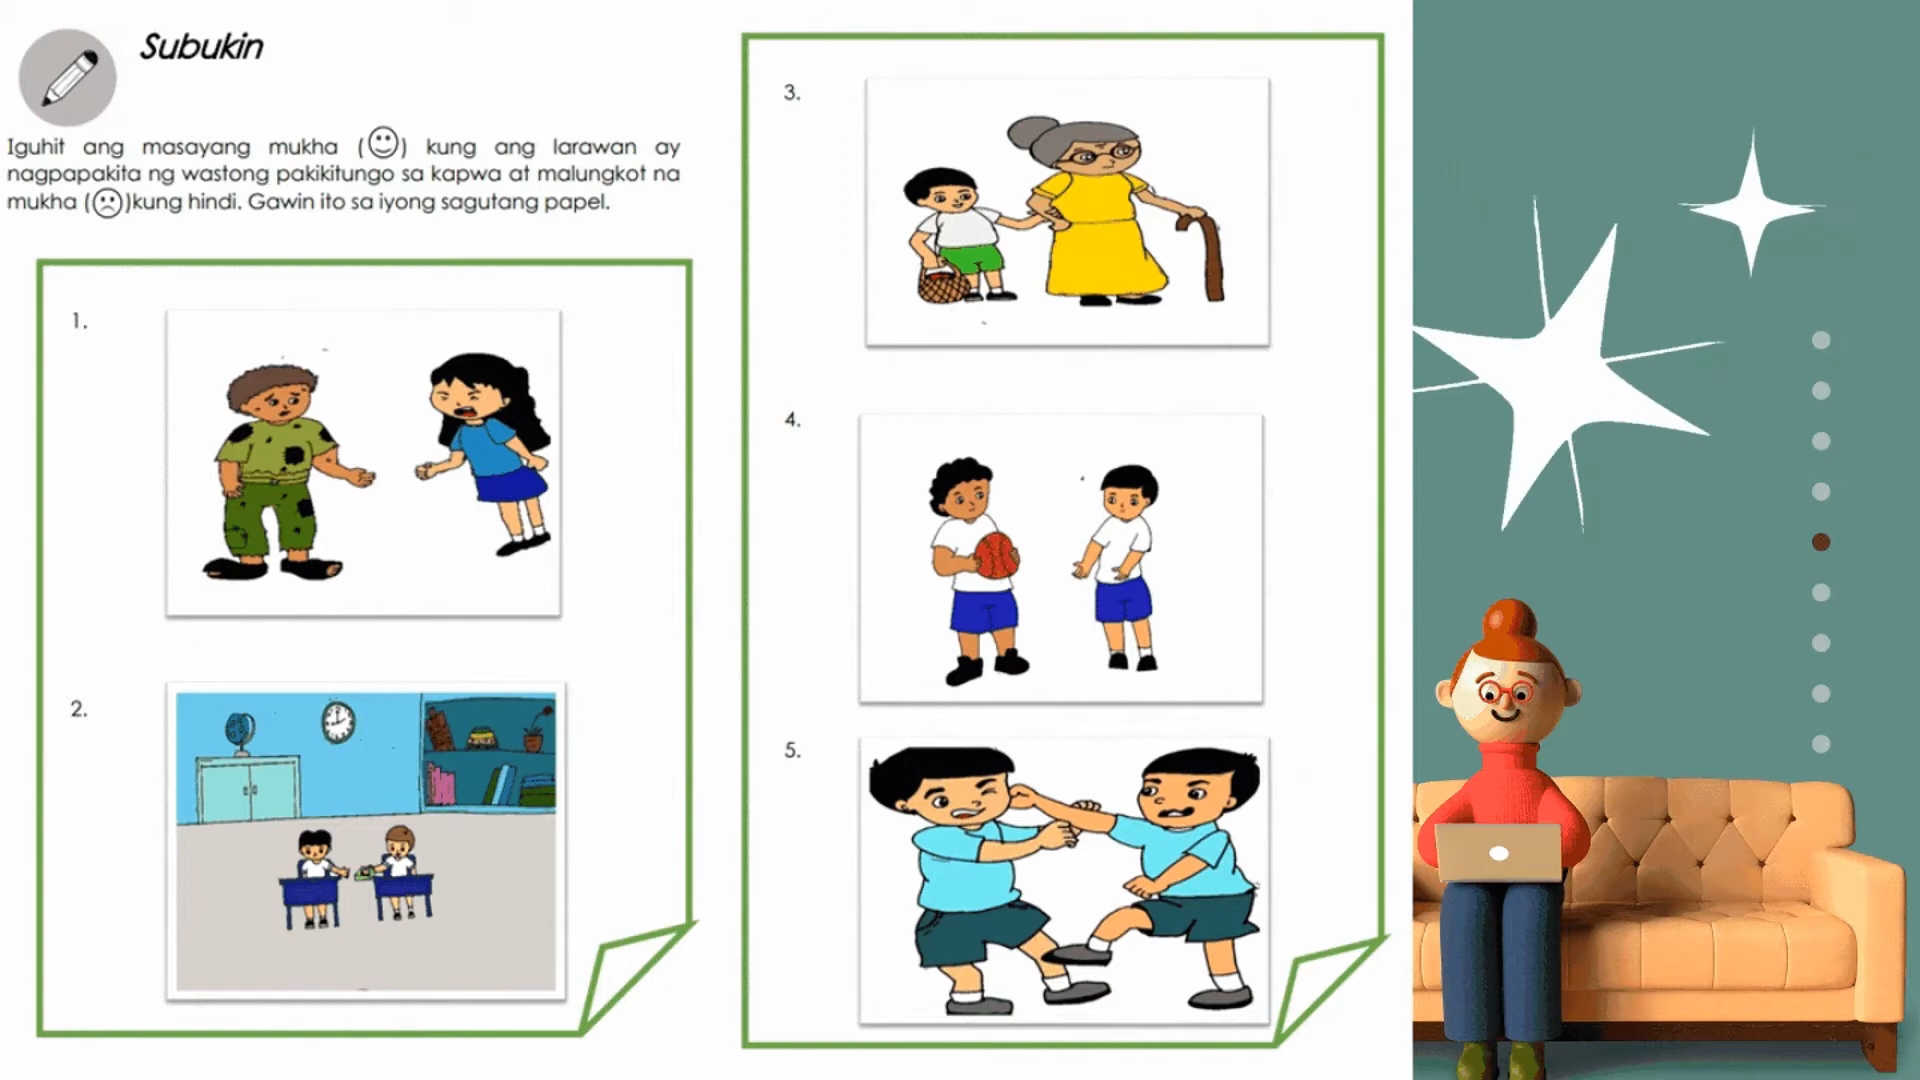 Subukin
Iguhit ang masayang mukha (☺) kung ang larawan ay
nagpapakita ng wastong pakikitungo sa kapwa at malungkot na
mukha (☹)kung hindi. Gawin ito sa iyong sagutang papel.
1.
2.
3.
4.
5.